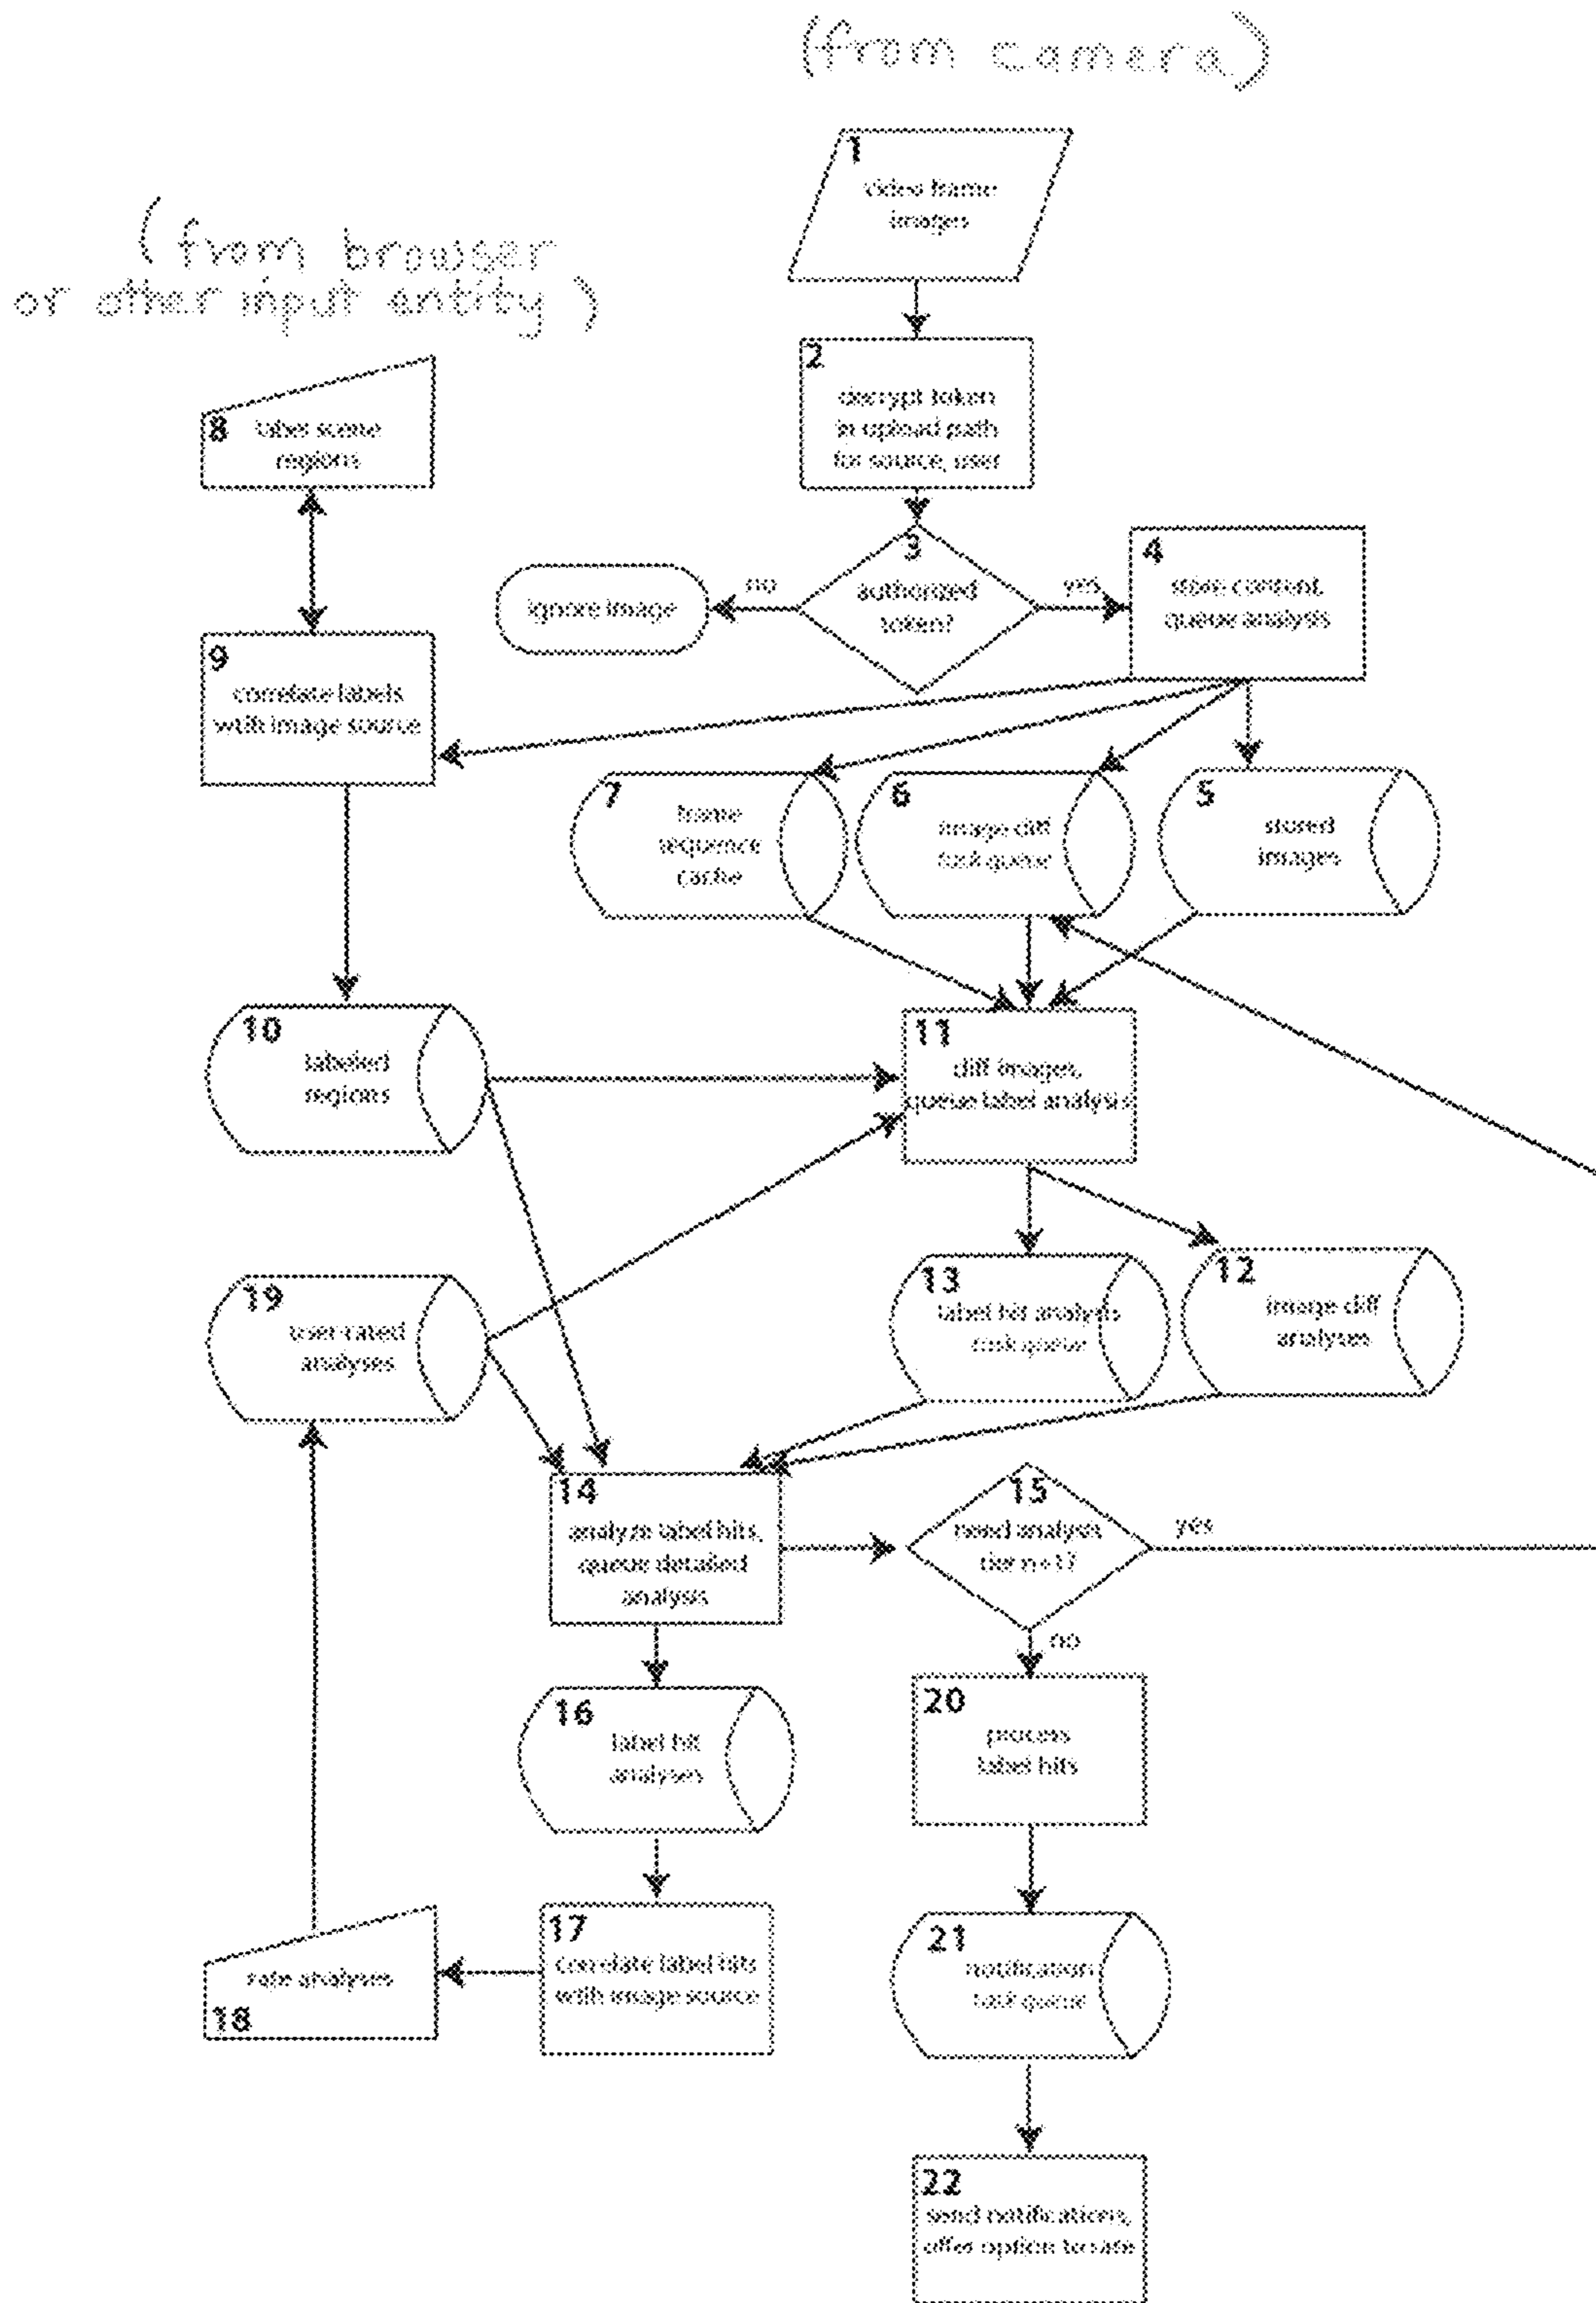 (from camera)
1
video frame
images
(from browser
or other input entity)
2
decrypt token
in upload path
for source, user
8
label scene
regions
3
authorized
token?
no
yes
ignore image
4
store content,
queue analysis
9
correlate labels
with image source
7
frame
sequence
cache
6
image diff
task queue
5
stored
images
10
labeled
regions
11
diff images,
queue label analysis
19
user-rated
analyses
13
label hit analysis
task queue
12
image diff
analyses
14
analyze label hits,
queue detailed
analysis
15
need analysis
tier n+1?
yes
no
16
label hit
analyses
20
process
label hits
17
correlate label hits
with image source
rate analyses
18
21
notification
task queue
22
send notifications,
offer option to rate